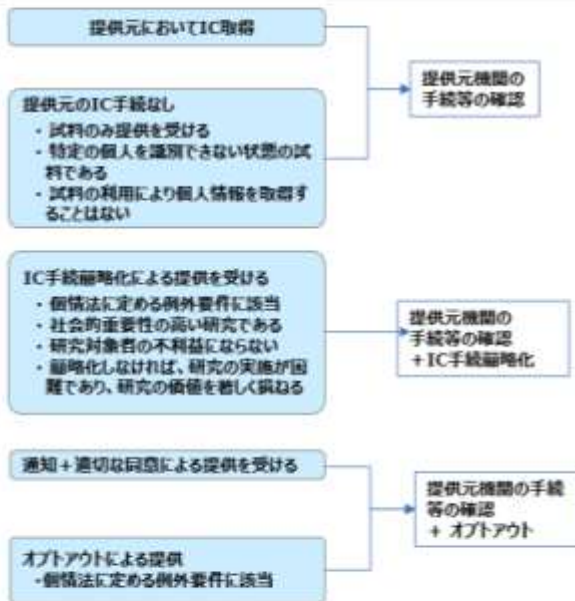 提供元においてIC取得
提供元のIC手続なし
・試料のみ提供を受ける
・特定の個人を識別できない状態の試
料である
・試料の利用により個人情報を取得す
ることはない
提供元機関の
手続等の確認
IC手続簡略化による提供を受ける
・個情法に定める例外要件に該当
・社会的重要性の高い研究である
・研究対象者の不利益にならない
・簡略化しなければ、研究の実施が困
難であり、研究の価値を著しく損ねる
提供元機関の
手続等の確認
+IC手続簡略化
通知+適切な同意による提供を受ける
オプトアウトによる提供
・個情法に定める例外要件に該当
提供元機関の手続
等の確認
+ オプトアウト